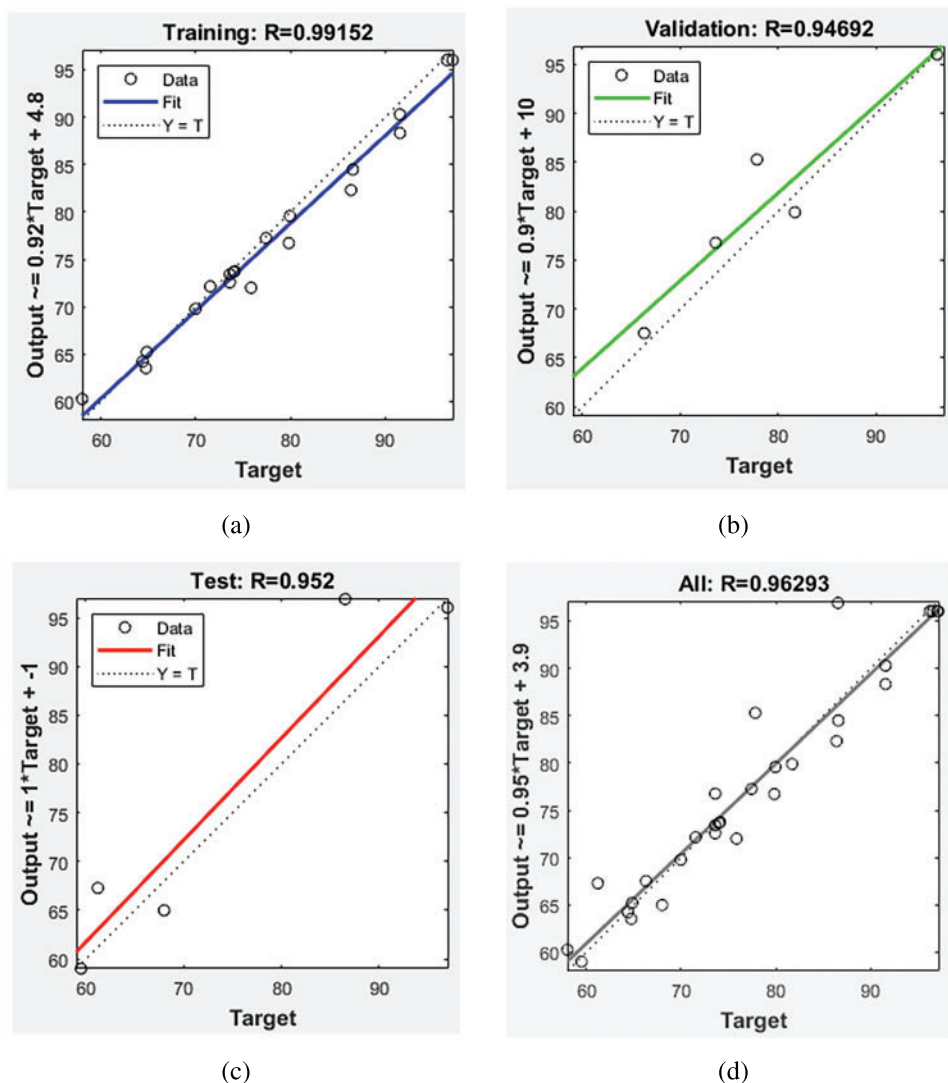 Training: R=0.99152
Output ~= 0.92*Target + 4.8
95
90
85
80
75
70
65
60
Data
Fit
Y = T
60 70 80 90
Target
(a)
Validation: R=0.94692
Output ~= 0.9*Target + 10
95
90
85
80
75
70
65
60
Data
Fit
Y = T
60 70 80 90
Target
(b)
Test: R=0.952
Output ~= 1*Target + -1
95
90
85
80
75
70
65
60
Data
Fit
Y = T
60 70 80 90
Target
(c)
All: R=0.96293
Output ~= 0.95*Target + 3.9
95
90
85
80
75
70
65
60
60 70 80 90
Target
(d)